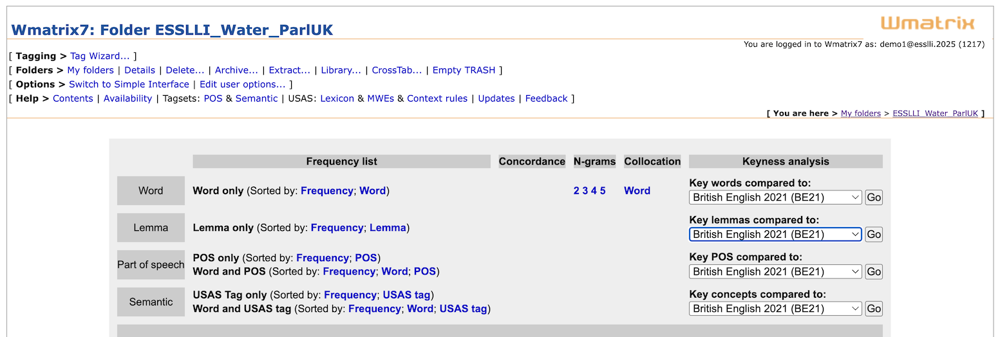 Wmatrix7: Folder ESSLLI_Water_ParlUK
Wmatrix
You are logged in to Wmatrix7 as: demo1@esslli.2025 (1217)
[ Tagging > Tag Wizard... ]
[ Folders > My folders | Details | Delete... | Archive... | Extract... | Library... | CrossTab... | Empty TRASH ]
[ Options > Switch to Simple Interface | Edit user options... ]
[ Help > Contents | Availability | Tagsets: POS & Semantic | USAS: Lexicon & MWEs & Context rules | Updates | Feedback ]
[ You are here > My folders > ESSLLI_Water_ParlUK ]
Frequency list Concordance N-grams Collocation Keyness analysis
Word Word only (Sorted by: Frequency; Word) 2 3 4 5 Word Key words compared to:
British English 2021 (BE21) Go
Lemma Lemma only (Sorted by: Frequency; Lemma) Key lemmas compared to:
British English 2021 (BE21) Go
Part of speech POS only (Sorted by: Frequency; POS) Key POS compared to:
Word and POS (Sorted by: Frequency; Word; POS) British English 2021 (BE21) Go
Semantic USAS Tag only (Sorted by: Frequency; USAS tag) Key concepts compared to:
Word and USAS tag (Sorted by: Frequency; Word; USAS tag) British English 2021 (BE21) Go